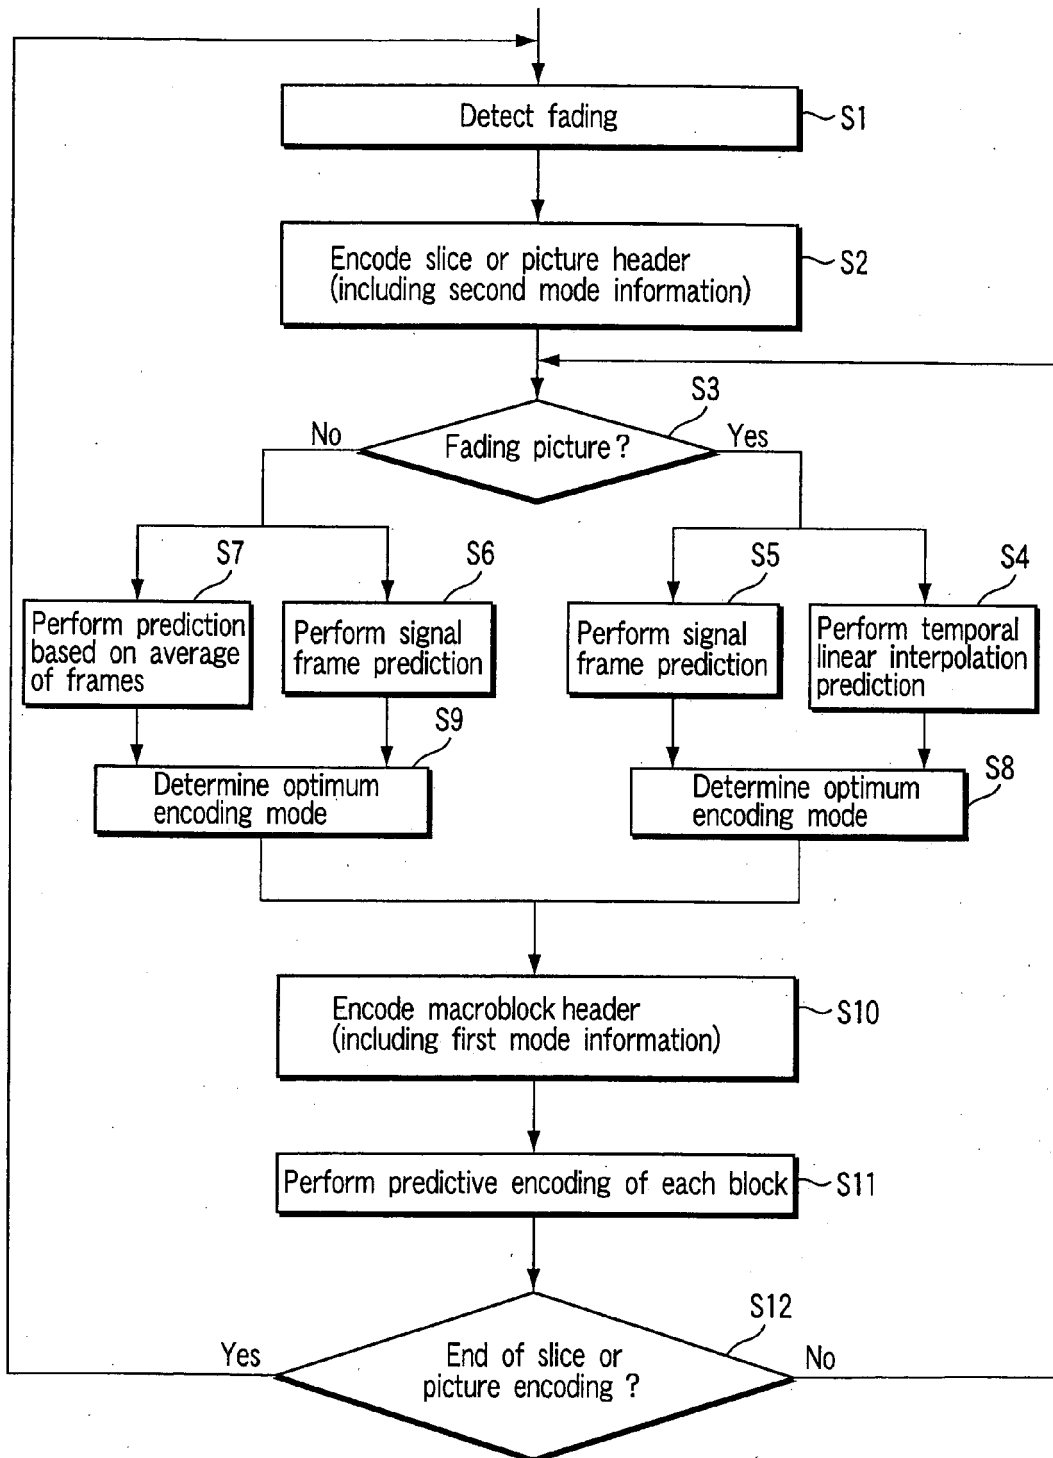 Detect fading
S1
Encode slice or picture header
(including second mode information)
S2
S3
No
Fading picture?
Yes
S7
S6
S5
S4
Perform prediction
based on average
of frames
Perform signal
frame prediction
Perform signal
frame prediction
Perform temporal
linear interpolation
prediction
S9
Determine optimum
encoding mode
S8
Determine optimum
encoding mode
Encode macroblock header
(including first mode information)
S10
Perform predictive encoding of each block
S11
S12
Yes
End of slice or
picture encoding ?
No